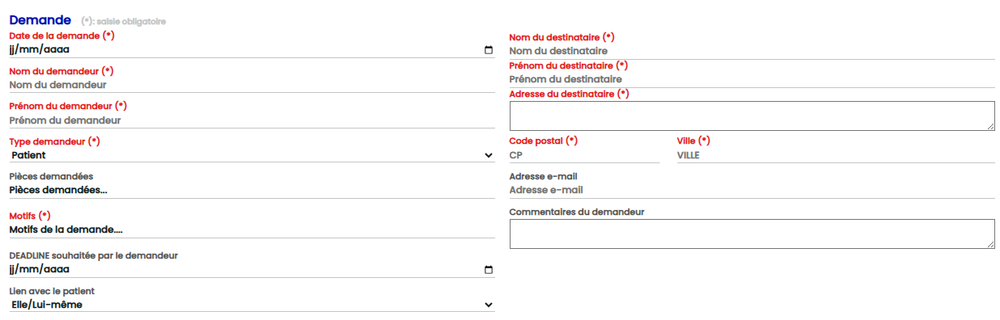 Demande (*): saisie obligatoire
Date de la demande (*)
jj/mm/aaaa
Nom du demandeur (*)
Nom du demandeur
Prénom du demandeur (*)
Prénom du demandeur
Type demandeur (*)
Patient
Pièces demandées
Pièces demandées...
Motifs (*)
Motifs de la demande....
DEADLINE souhaitée par le demandeur
jj/mm/aaaa
Lien avec le patient
Elle/Lui-même
Nom du destinataire (*)
Nom du destinataire
Prénom du destinataire (*)
Prénom du destinataire
Adresse du destinataire (*)
Code postal (*) Ville (*)
CP VILLE
Adresse e-mail
Adresse e-mail
Commentaires du demandeur